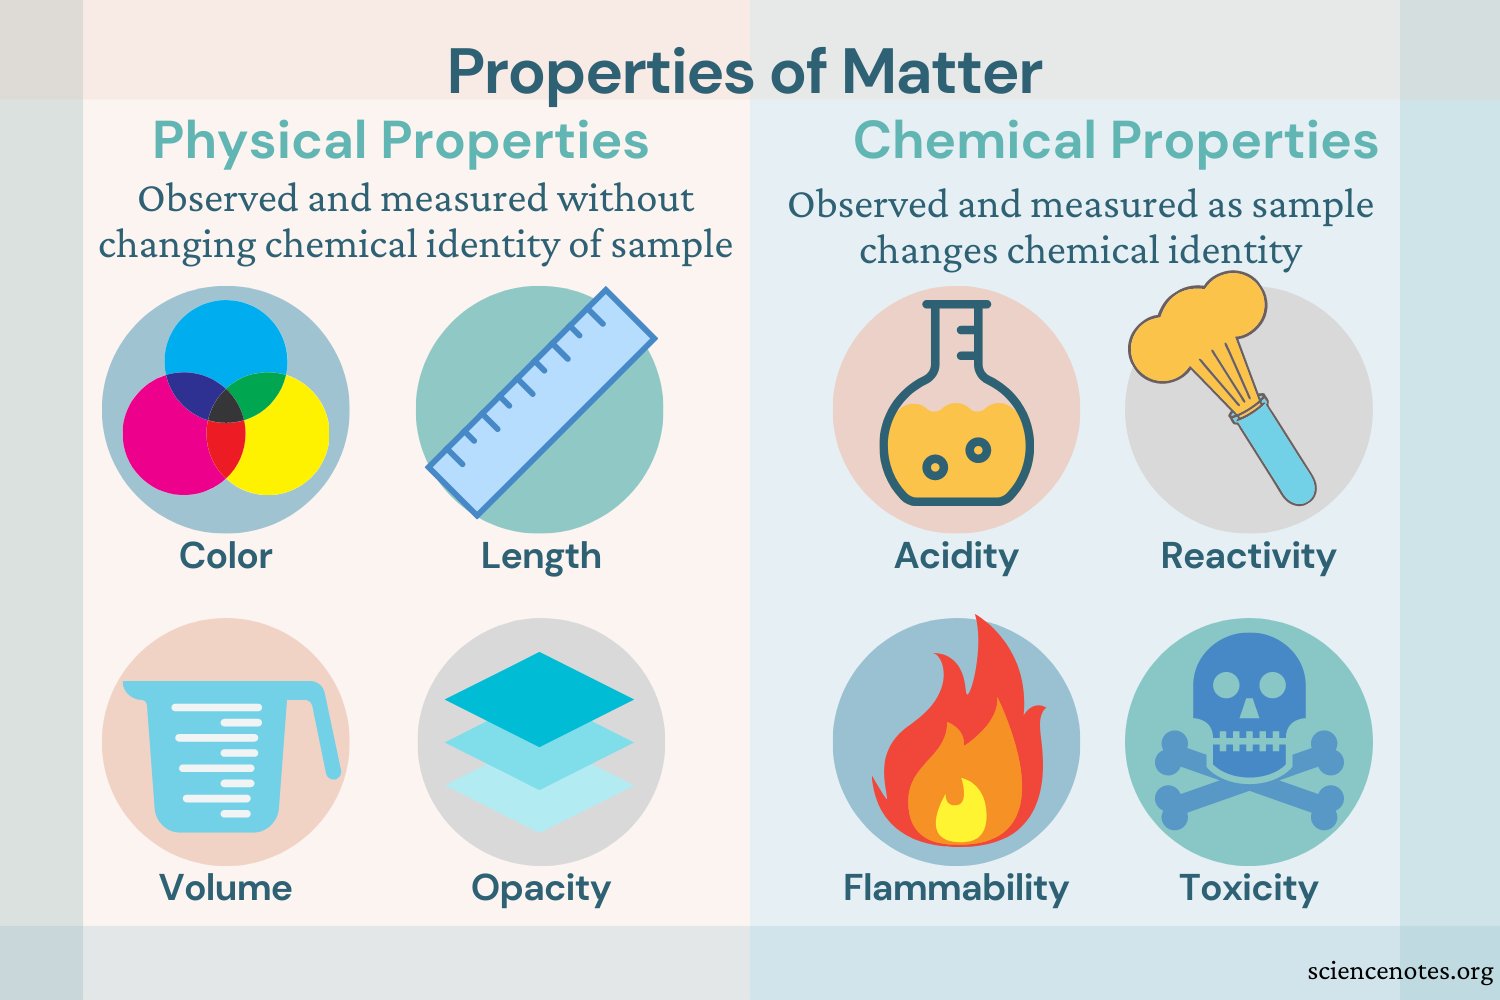 Properties of Matter
Physical Properties
Observed and measured without
changing chemical identity of sample
Color
Length
Volume
Opacity
Chemical Properties
Observed and measured as sample
changes chemical identity
Acidity
Reactivity
Flammability
Toxicity
sciencenotes.org